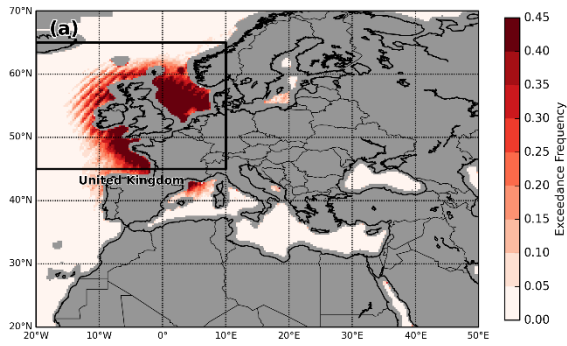 (a)
70°N
60°N
50°N
40°N
30°N
20°N
20°W
10°W
0°
10°E
20°E
30°E
40°E
50°E
United Kingdom
0.45
0.40
0.35
0.30
0.25
0.20
0.15
0.10
0.05
0.00
Exceedance Frequency